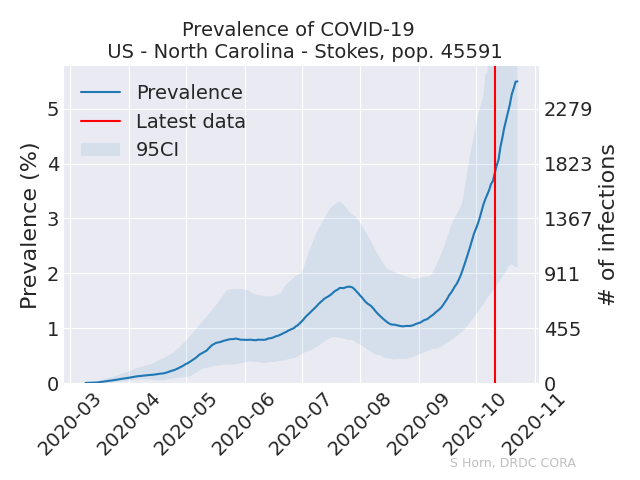 Prevalence of COVID-19
US - North Carolina - Stokes, pop. 45591
Prevalence
Latest data
95CI
Prevalence (%)
5
4
3
2
1
0
2279
1823
1367
911
455
0
# of infections
2020-03
2020-04
2020-05
2020-06
2020-07
2020-08
2020-09
2020-10
2020-11
S Horn, DRDC CORA